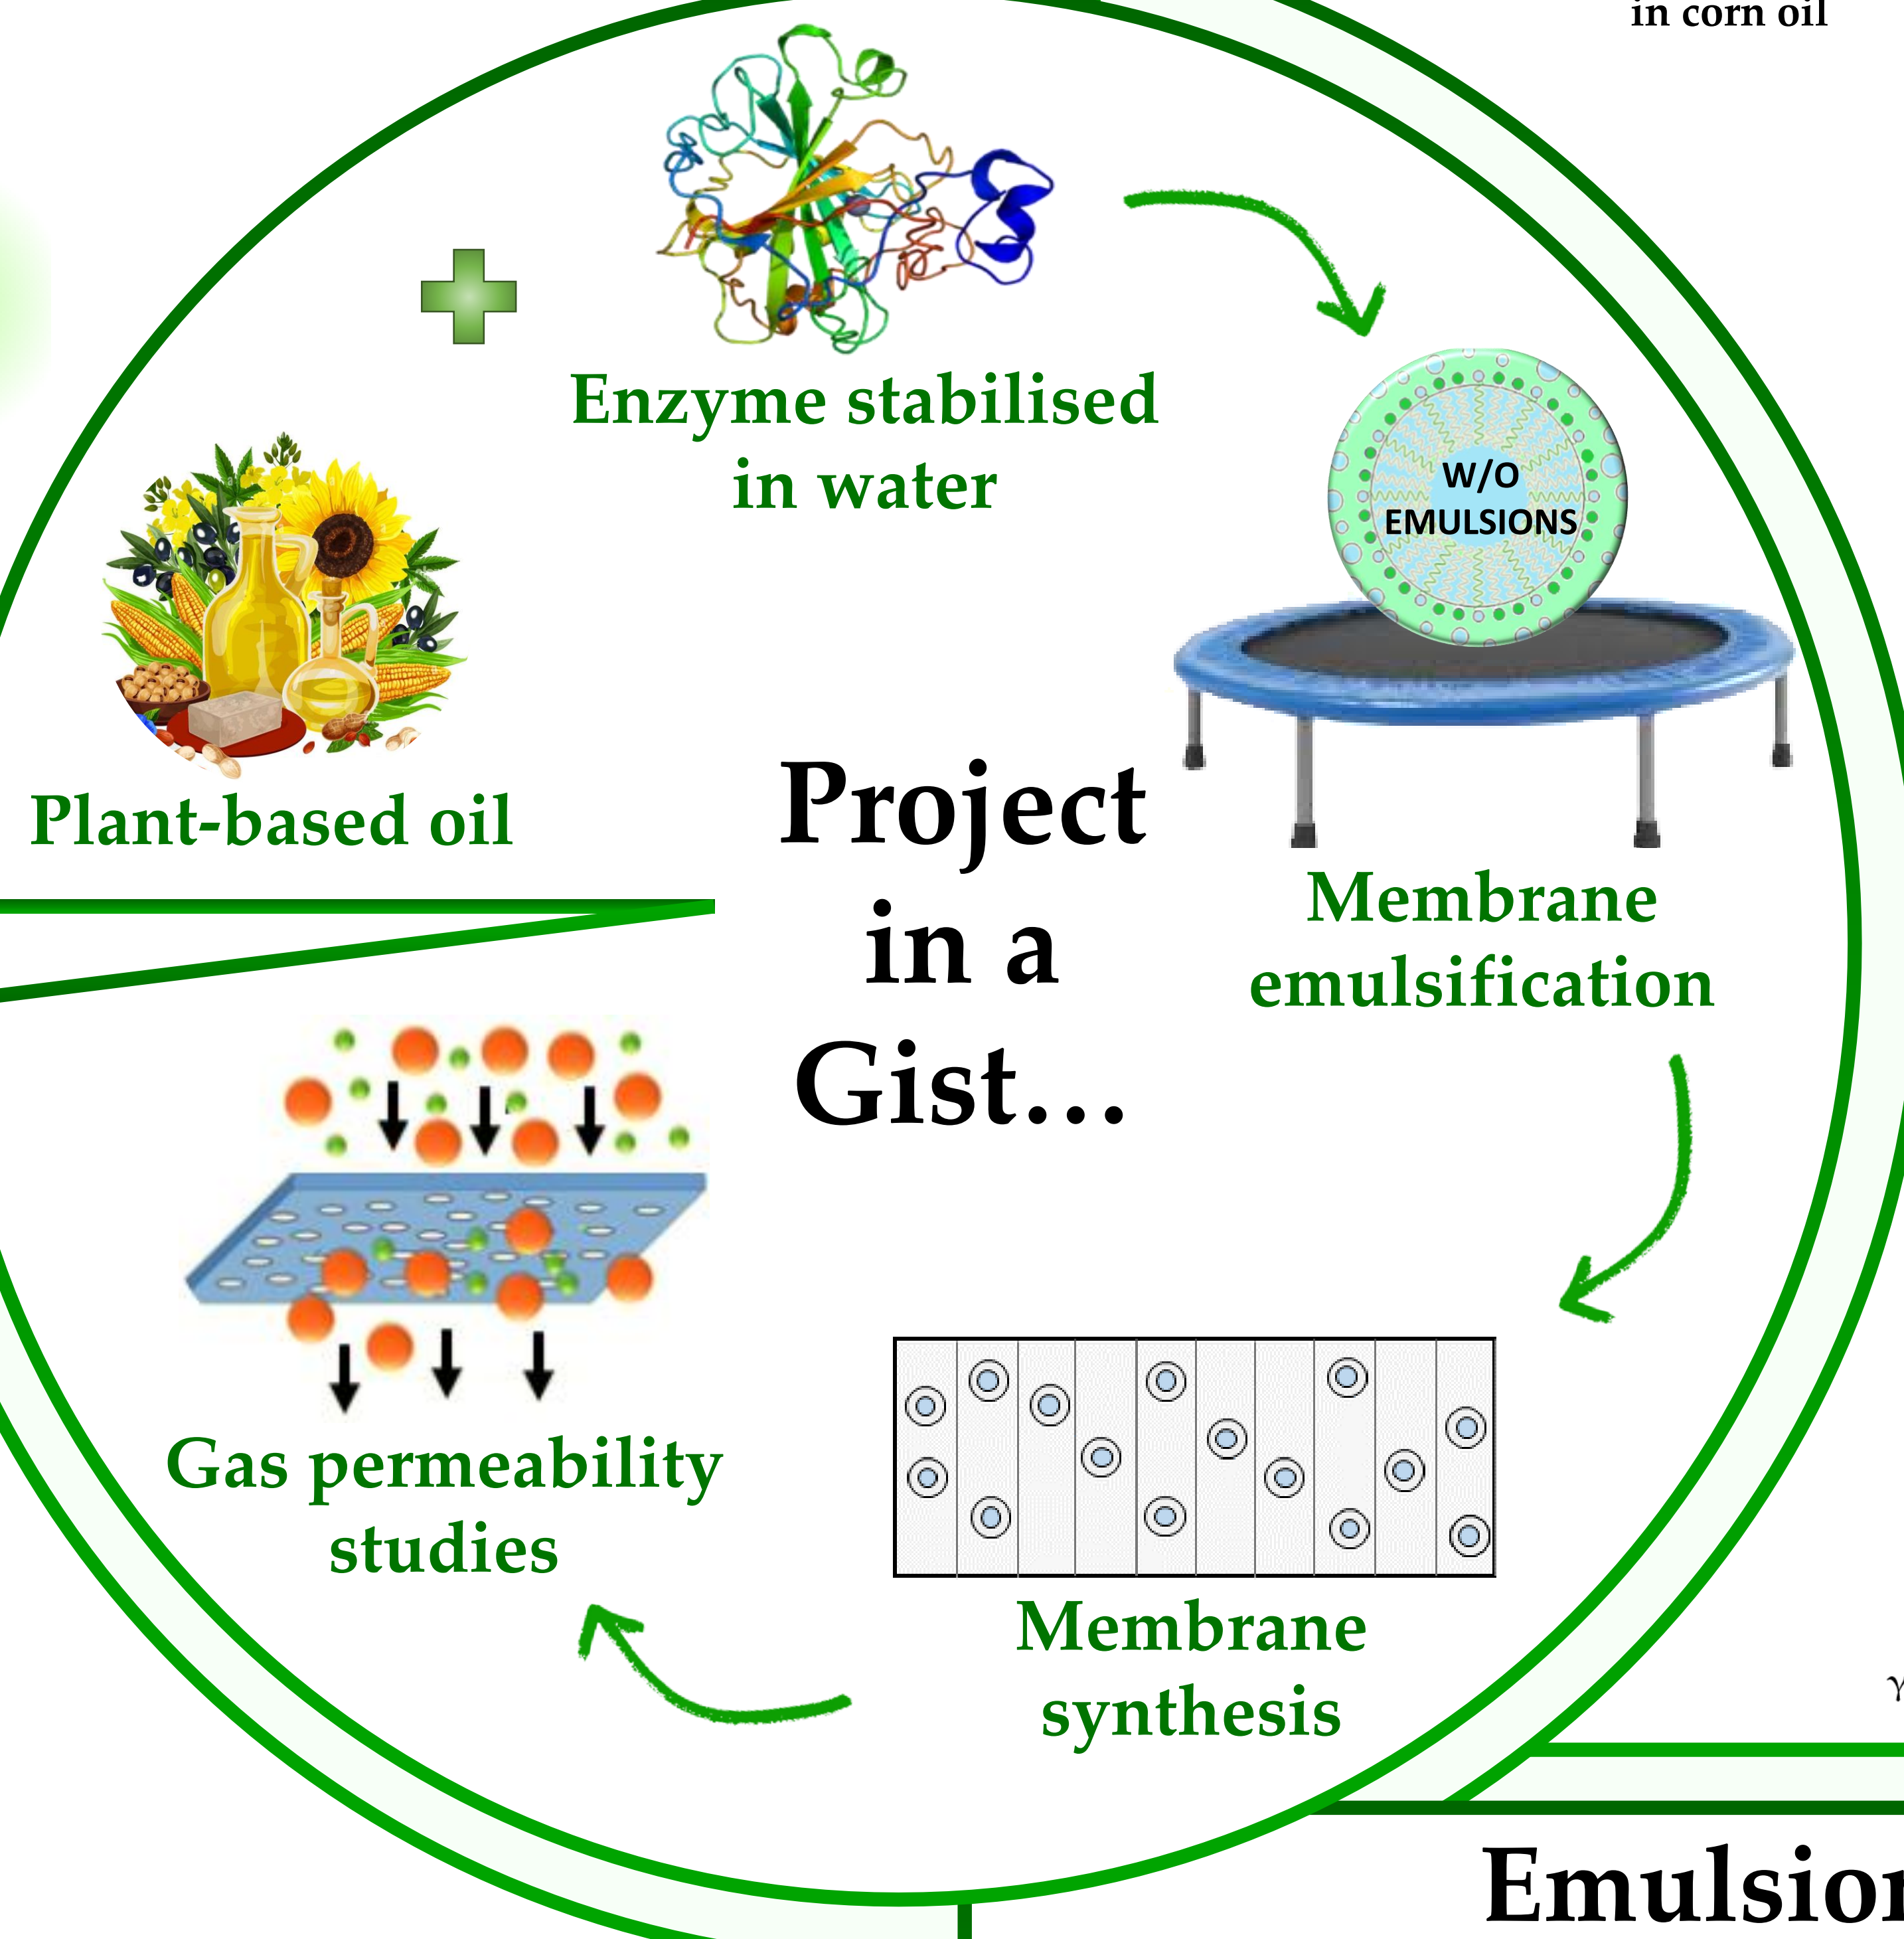 in corn oil
Enzyme stabilised
in water
W/O
EMULSIONS
Plant-based oil
Project
in a
Gist...
Membrane
emulsification
Gas permeability
studies
Membrane
synthesis
γ
Emulsion